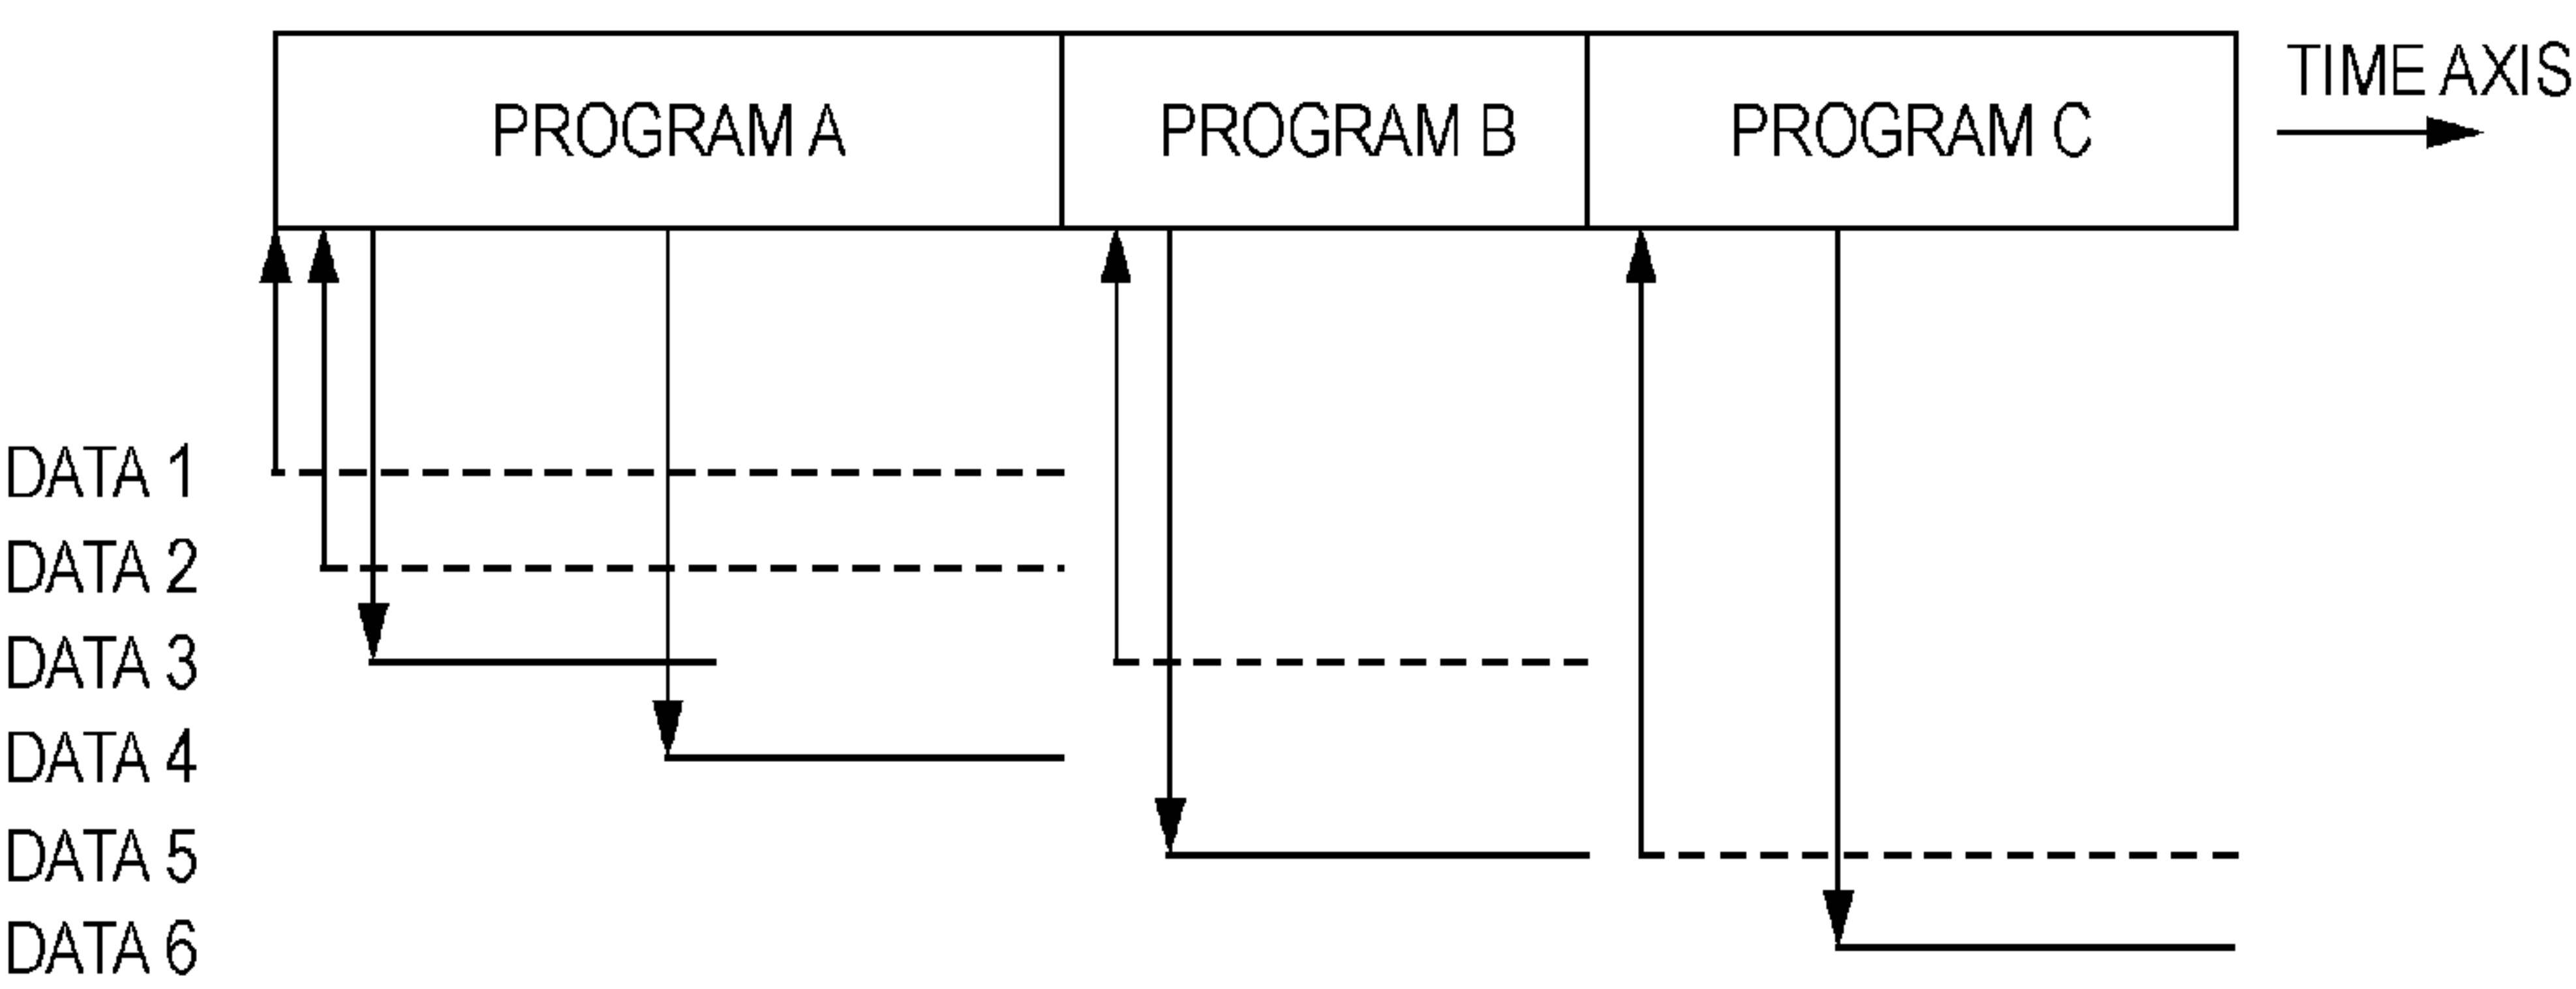 TIME AXIS
PROGRAM A
PROGRAM B
PROGRAM C
DATA 1
DATA 2
DATA 3
DATA 4
DATA 5
DATA 6